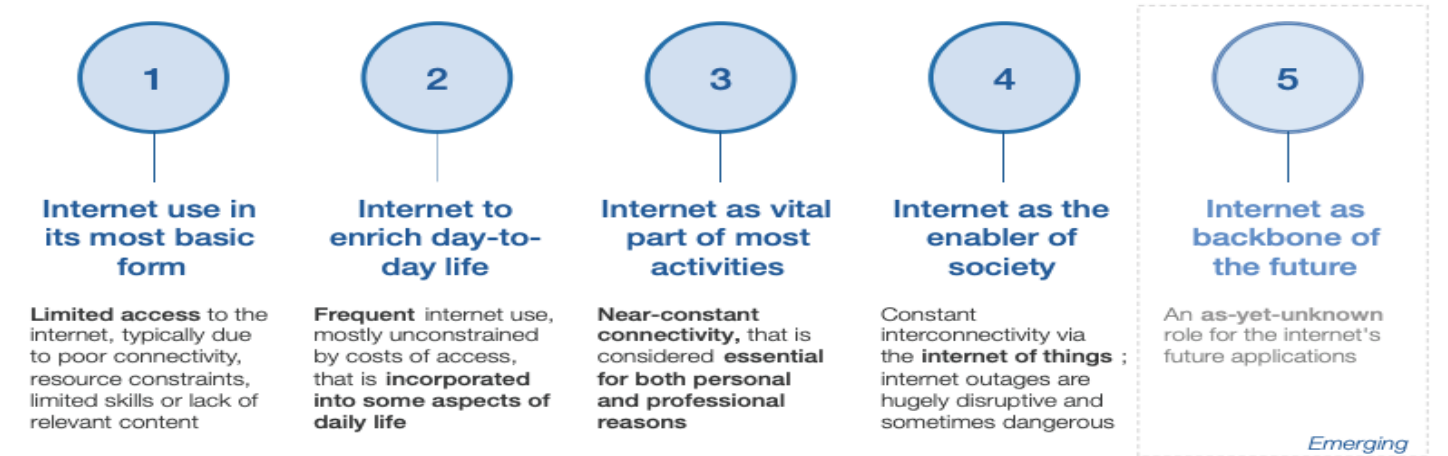 1
Internet use in
its most basic
form
Limited access to the
internet, typically due
to poor connectivity,
resource constraints,
limited skills or lack of
relevant content
2
Internet to
enrich day-to-
day life
Frequent internet use,
mostly unconstrained
by costs of access,
that is incorporated
into some aspects of
daily life
3
Internet as vital
part of most
activities
Near-constant
connectivity, that is
considered essential
for both personal
and professional
reasons
4
Internet as the
enabler of
society
Constant
interconnectivity via
the internet of things ;
internet outages are
hugely disruptive and
sometimes dangerous
5
Internet as
backbone of
the future
An as-yet-unknown
role for the internet's
future applications
Emerging